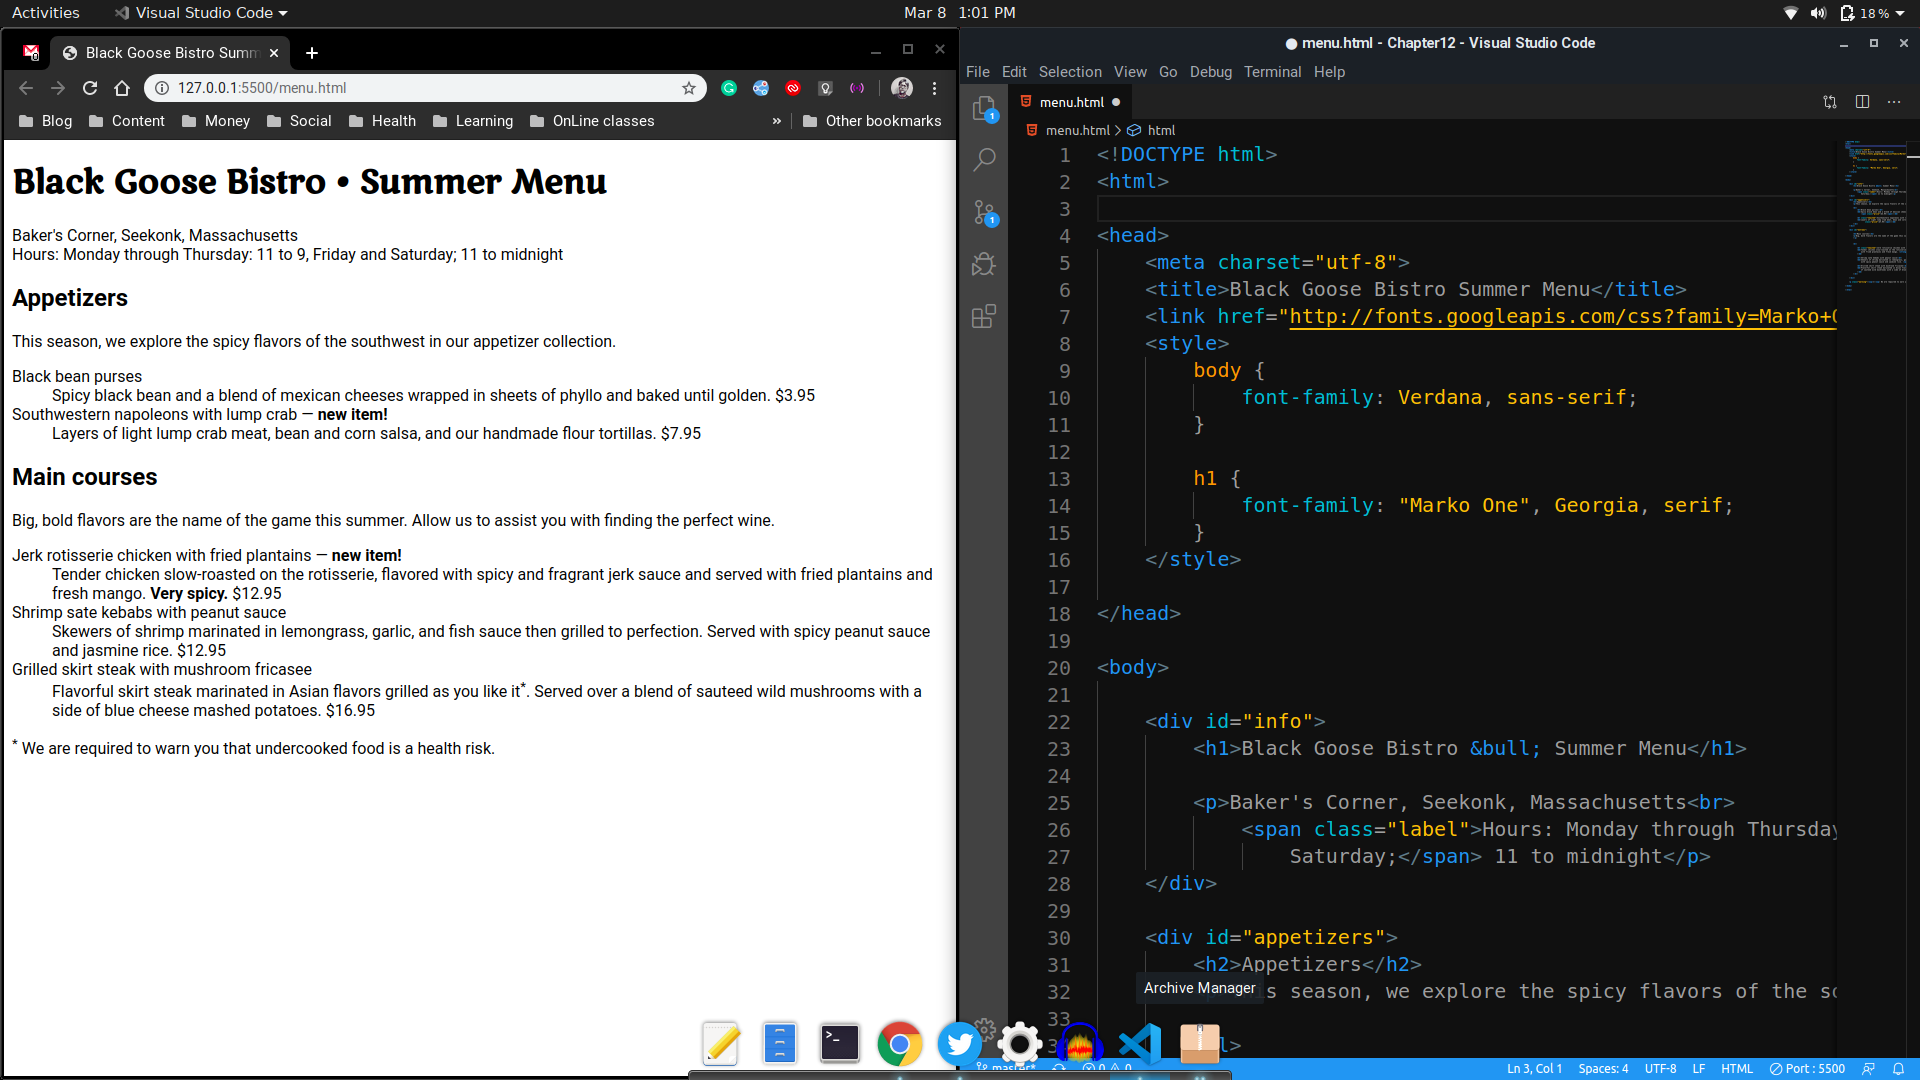 Activities
Visual Studio Code
Mar 8 1:01 PM
18 %
Black Goose Bistro Summ
127.0.0.1:5500/menu.html
Blog
Content
Money
Social
Health
Learning
OnLine classes
»
Other bookmarks
Black Goose Bistro • Summer Menu
Baker's Corner, Seekonk, Massachusetts
Hours: Monday through Thursday: 11 to 9, Friday and Saturday; 11 to midnight
Appetizers
This season, we explore the spicy flavors of the southwest in our appetizer collection.
Black bean purses
Spicy black bean and a blend of mexican cheeses wrapped in sheets of phyllo and baked until golden. $3.95
Southwestern napoleons with lump crab — new item!
Layers of light lump crab meat, bean and corn salsa, and our handmade flour tortillas. $7.95
Main courses
Big, bold flavors are the name of the game this summer. Allow us to assist you with finding the perfect wine.
Jerk rotisserie chicken with fried plantains — new item!
Tender chicken slow-roasted on the rotisserie, flavored with spicy and fragrant jerk sauce and served with fried plantains and
fresh mango. Very spicy. $12.95
Shrimp sate kebabs with peanut sauce
Skewers of shrimp marinated in lemongrass, garlic, and fish sauce then grilled to perfection. Served with spicy peanut sauce
and jasmine rice. $12.95
Grilled skirt steak with mushroom fricasee
Flavorful skirt steak marinated in Asian flavors grilled as you like it*. Served over a blend of sauteed wild mushrooms with a
side of blue cheese mashed potatoes. $16.95
* We are required to warn you that undercooked food is a health risk.
● menu.html - Chapter12 - Visual Studio Code
File Edit Selection View Go Debug Terminal Help
1
1
menu.html ●
menu.html > html
1 <!DOCTYPE html>
2 <html>
3
4 <head>
5 <meta charset="utf-8">
6 <title>Black Goose Bistro Summer Menu</title>
7 <link href="http://fonts.googleapis.com/css?family=Marko+
8 <style>
9 body {
10 font-family: Verdana, sans-serif;
11 }
12
13 h1 {
14 font-family: "Marko One", Georgia, serif;
15 }
16 </style>
17
18 </head>
19
20 <body>
21
22 <div id="info">
23 <h1>Black Goose Bistro &bull; Summer Menu</h1>
24
25 <p>Baker's Corner, Seekonk, Massachusetts<br>
26 <span class="label">Hours: Monday through Thursday
27 Saturday;</span> 11 to midnight</p>
28 </div>
29
30 <div id="appetizers">
31 <h2>Appetizers</h2>
32 season, we explore the spicy flavors of the
33
Archive Manager
master*
0 0
Ln 3, Col 1
Spaces: 4
UTF-8
LF
HTML
Port : 5500